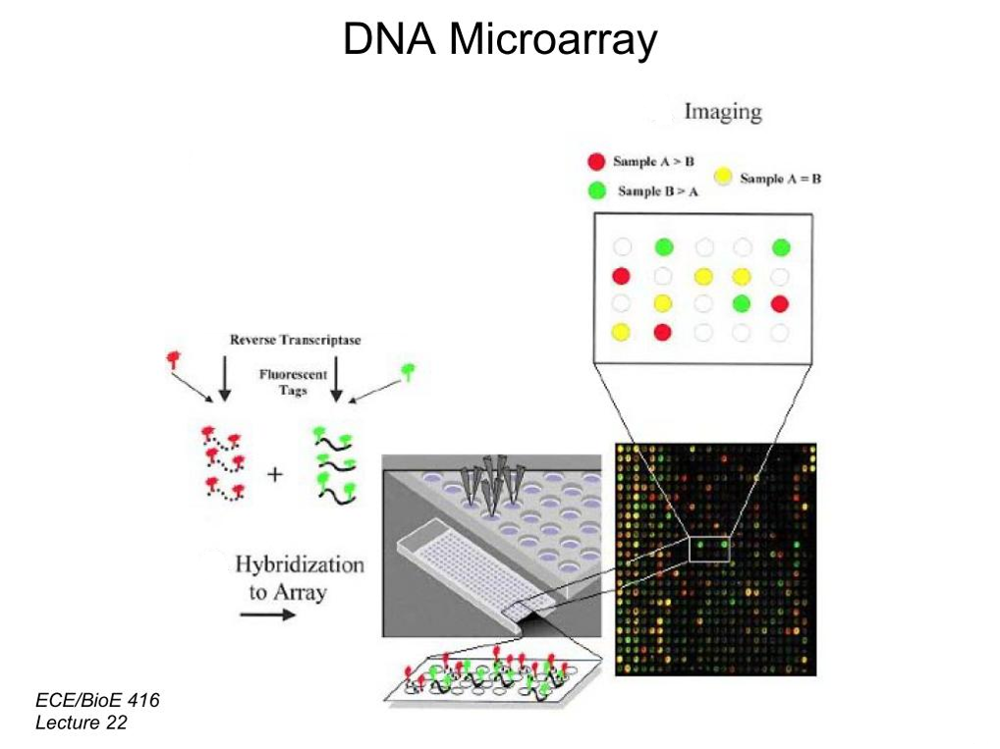 DNA Microarray
Imaging
Sample A > B
Sample A = B
Sample B > A
Reverse Transcriptase
Fluorescent
Tags
+
Hybridization
to Array
ECE/BioE 416
Lecture 22